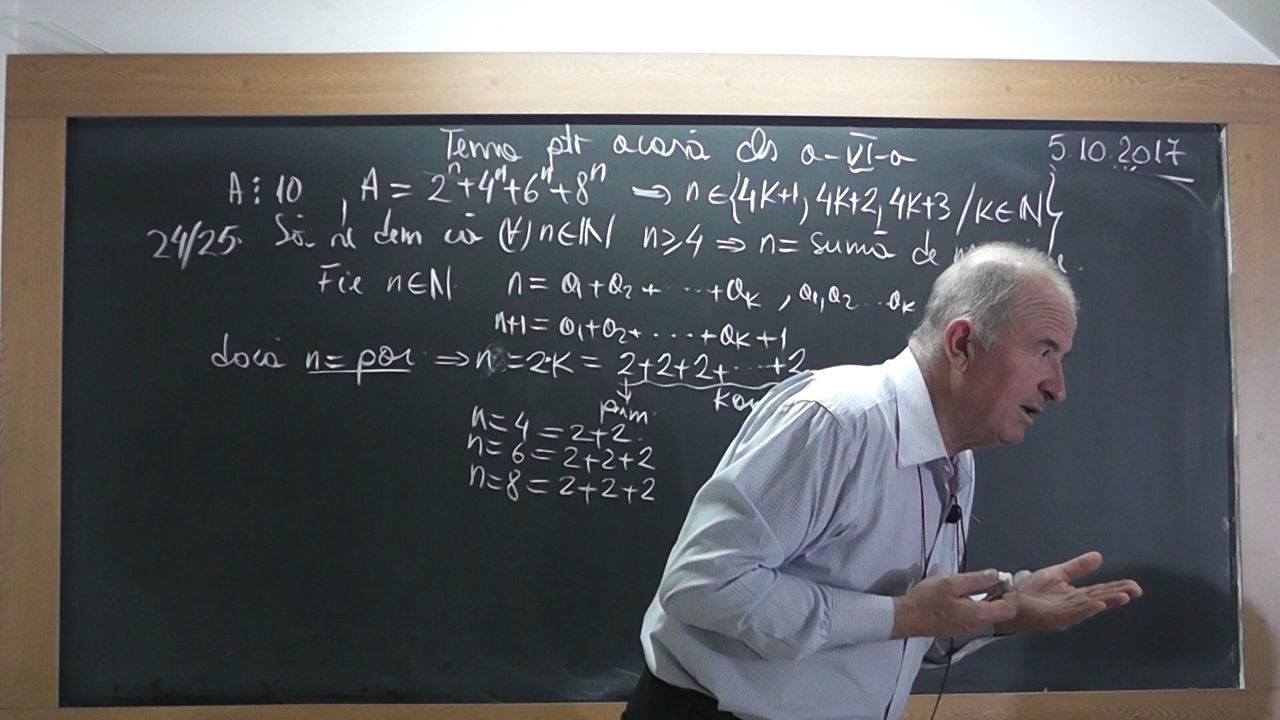 Tema ptr acasă cls a-VI-a 5.10.2017
A ⋮ 10 , A = 2ⁿ+4ⁿ+6ⁿ+8ⁿ → n ∈ {4k+1, 4k+2, 4k+3 / k ∈ N}
24/25. Să se dem că (∀) n ∈ N n ≥ 4 ⇒ n = sumă de
Fie n ∈ N n = a₁+a₂+ ... +aₖ , a₁, a₂ ... aₖ
n+1 = a₁+a₂+ ... +aₖ+1
dacă n = par ⇒ n = 2·k = 2+2+2+ ... +2
prim. k
n = 4 = 2+2.
n = 6 = 2+2+2
n = 8 = 2+2+2